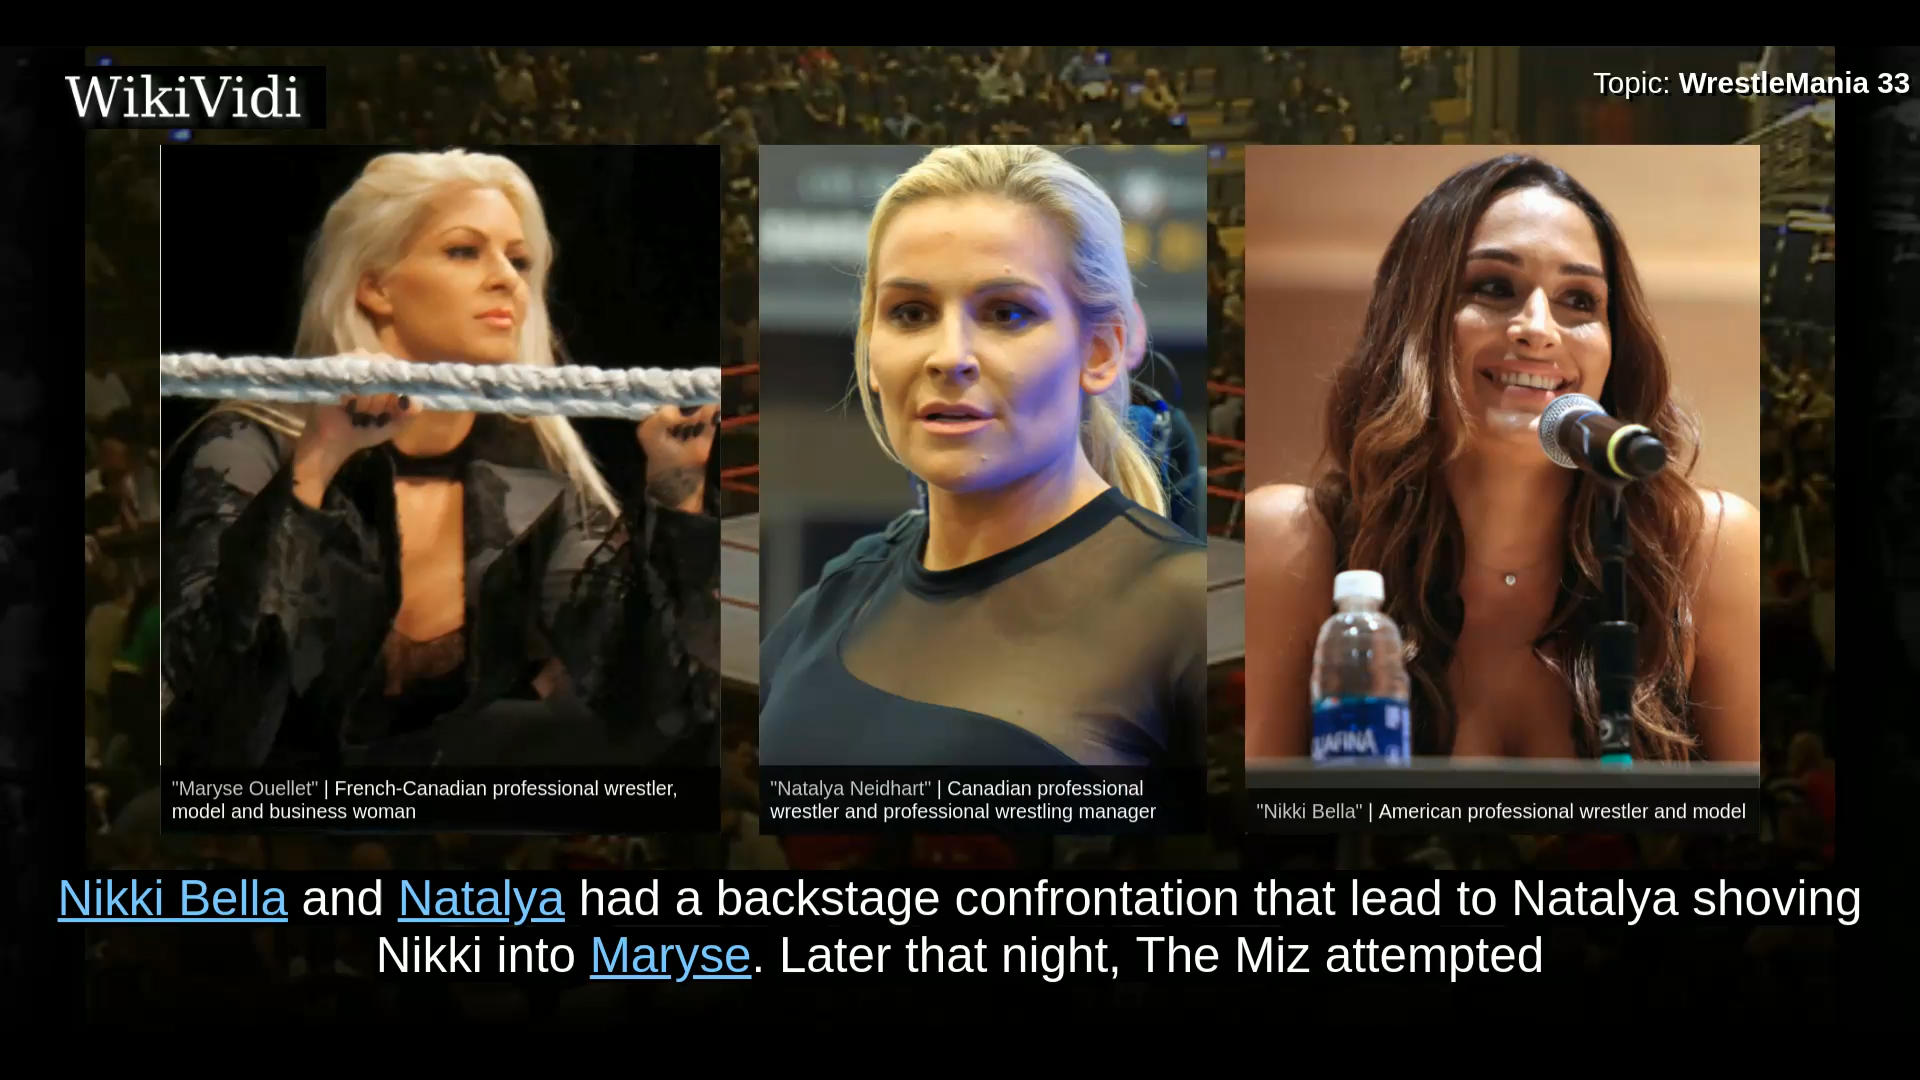 WikiVidi
Topic: WrestleMania 33
"Maryse Ouellet" | French-Canadian professional wrestler,
model and business woman
"Natalya Neidhart" | Canadian professional
wrestler and professional wrestling manager
"Nikki Bella" | American professional wrestler and model
Nikki Bella and Natalya had a backstage confrontation that lead to Natalya shoving
Nikki into Maryse. Later that night, The Miz attempted